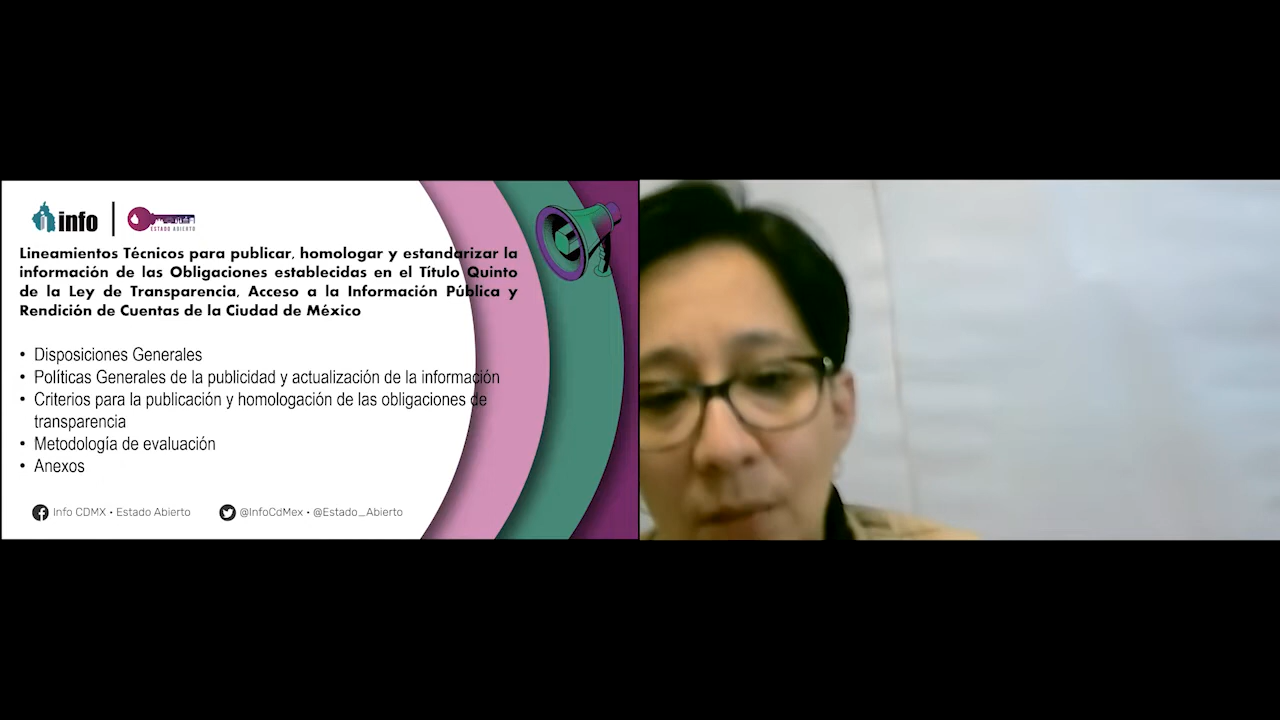 info
ESTADO ABIERTO
Lineamientos Técnicos para publicar, homologar y estandarizar la
información de las Obligaciones establecidas en el Título Quinto
de la Ley de Transparencia, Acceso a la Información Pública y
Rendición de Cuentas de la Ciudad de México
• Disposiciones Generales
• Políticas Generales de la publicidad y actualización de la información
• Criterios para la publicación y homologación de las obligaciones de
transparencia
• Metodología de evaluación
• Anexos
Info CDMX • Estado Abierto
@InfoCdMex • @Estado_Abierto